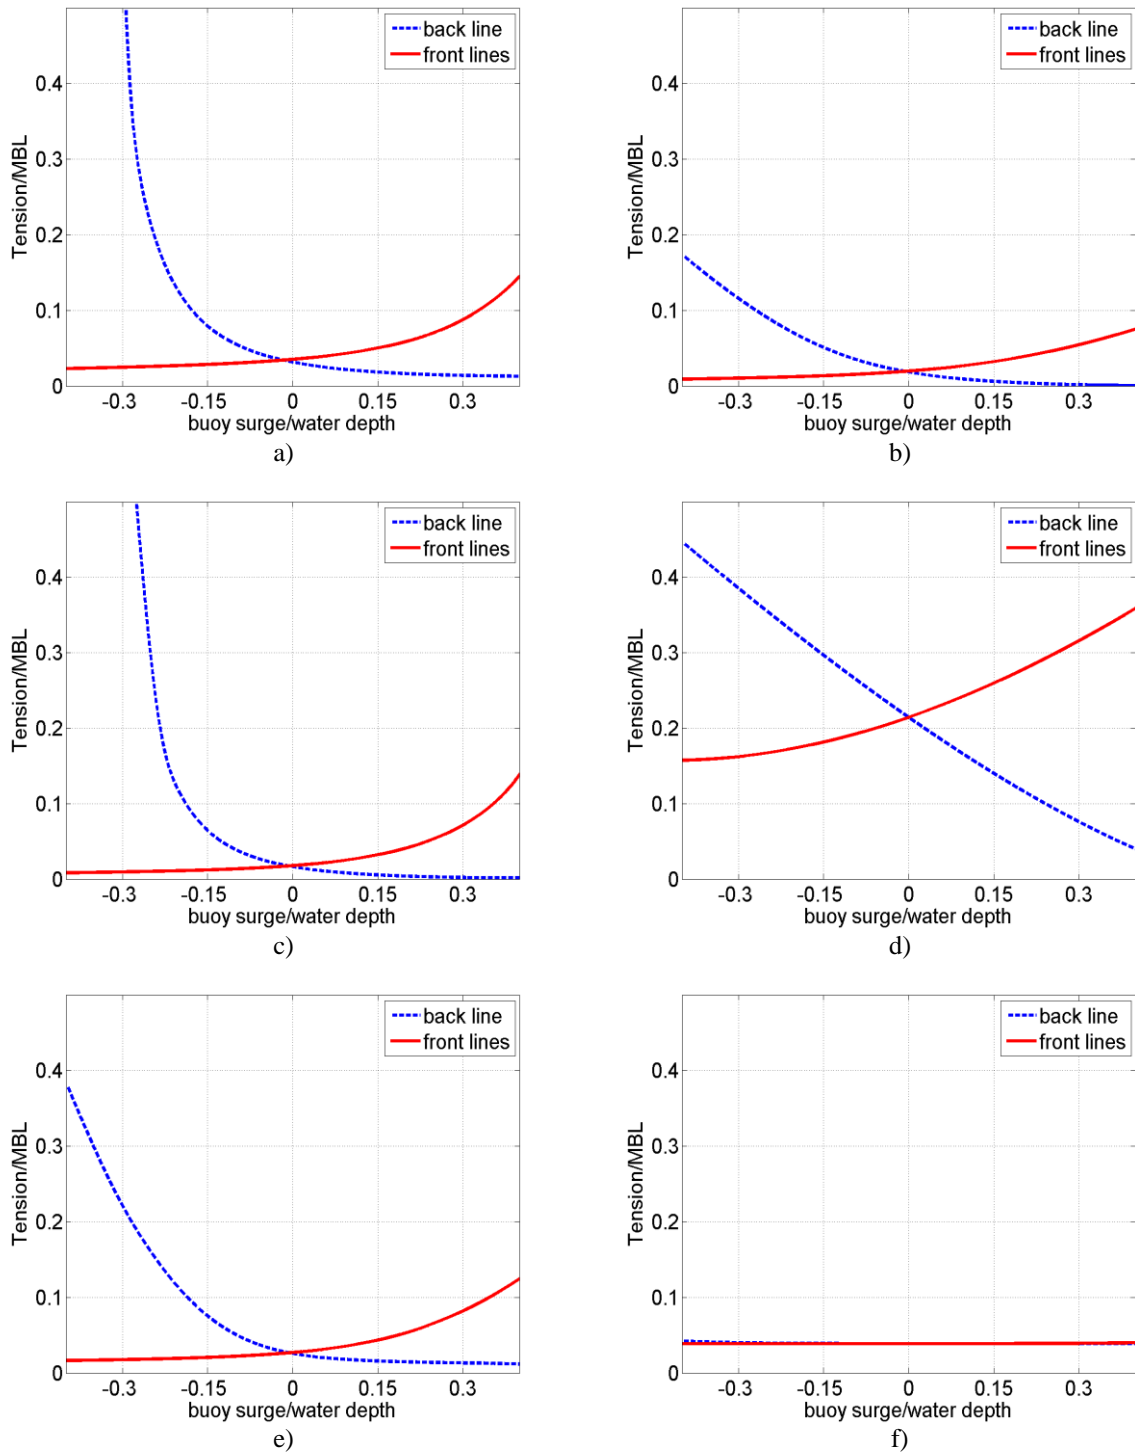 back line
front lines
0.4
0.3
0.2
0.1
0
Tension/MBL
-0.3 -0.15 0 0.15 0.3
buoy surge/water depth
a)
back line
front lines
0.4
0.3
0.2
0.1
0
Tension/MBL
-0.3 -0.15 0 0.15 0.3
buoy surge/water depth
b)
back line
front lines
0.4
0.3
0.2
0.1
0
Tension/MBL
-0.3 -0.15 0 0.15 0.3
buoy surge/water depth
c)
back line
front lines
0.4
0.3
0.2
0.1
0
Tension/MBL
-0.3 -0.15 0 0.15 0.3
buoy surge/water depth
d)
back line
front lines
0.4
0.3
0.2
0.1
0
Tension/MBL
-0.3 -0.15 0 0.15 0.3
buoy surge/water depth
e)
back line
front lines
0.4
0.3
0.2
0.1
0
Tension/MBL
-0.3 -0.15 0 0.15 0.3
buoy surge/water depth
f)